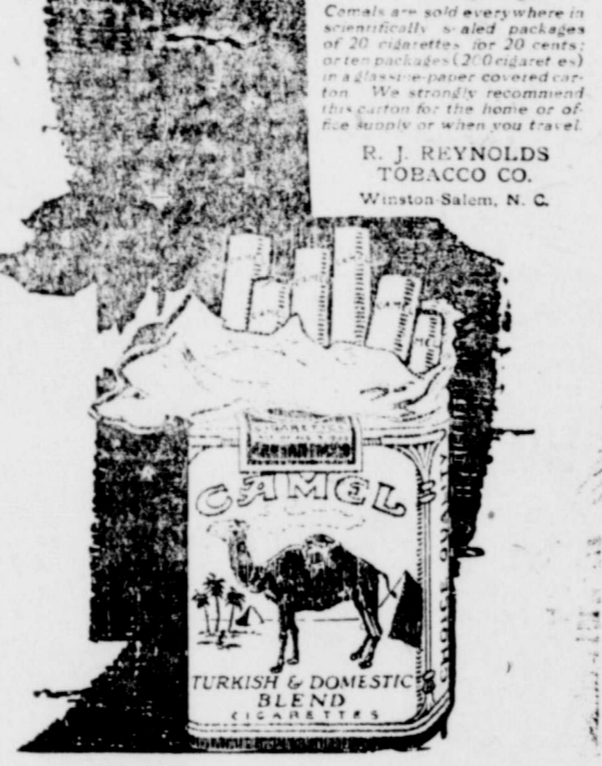 Camels are sold everywhere in
scientifically sealed packages
of 20 cigarettes for 20 cents;
or ten packages (200 cigarettes)
in a glassine-paper covered car-
ton. We strongly recommend
this carton for the home or of-
fice supply or when you travel.
R. J. REYNOLDS
TOBACCO CO.
Winston-Salem, N. C.
CIGARETTES
CAMEL
TURKISH & DOMESTIC
BLEND
CIGARETTES